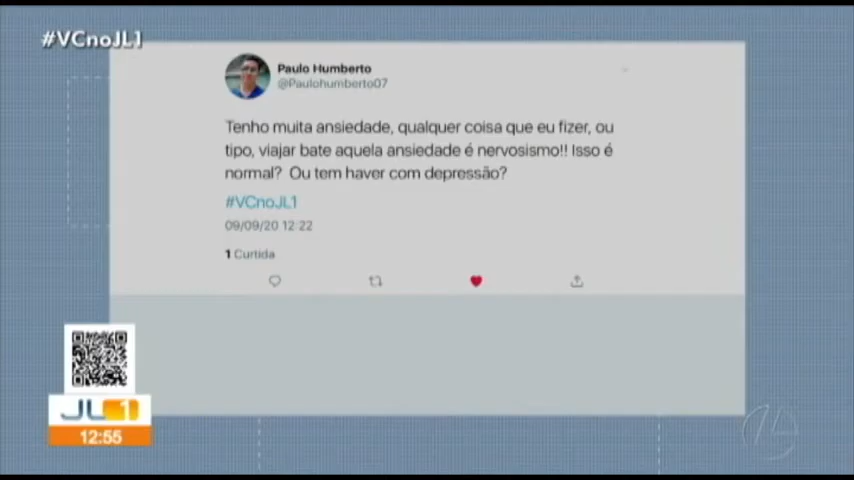 #VCnoJL1
Paulo Humberto
@Paulohumberto07
Tenho muita ansiedade, qualquer coisa que eu fizer, ou
tipo, viajar bate aquela ansiedade é nervosismo!! Isso é
normal? Ou tem haver com depressão?
#VCnoJL1
09/09/20 12:22
1 Curtida
JL1
12:55